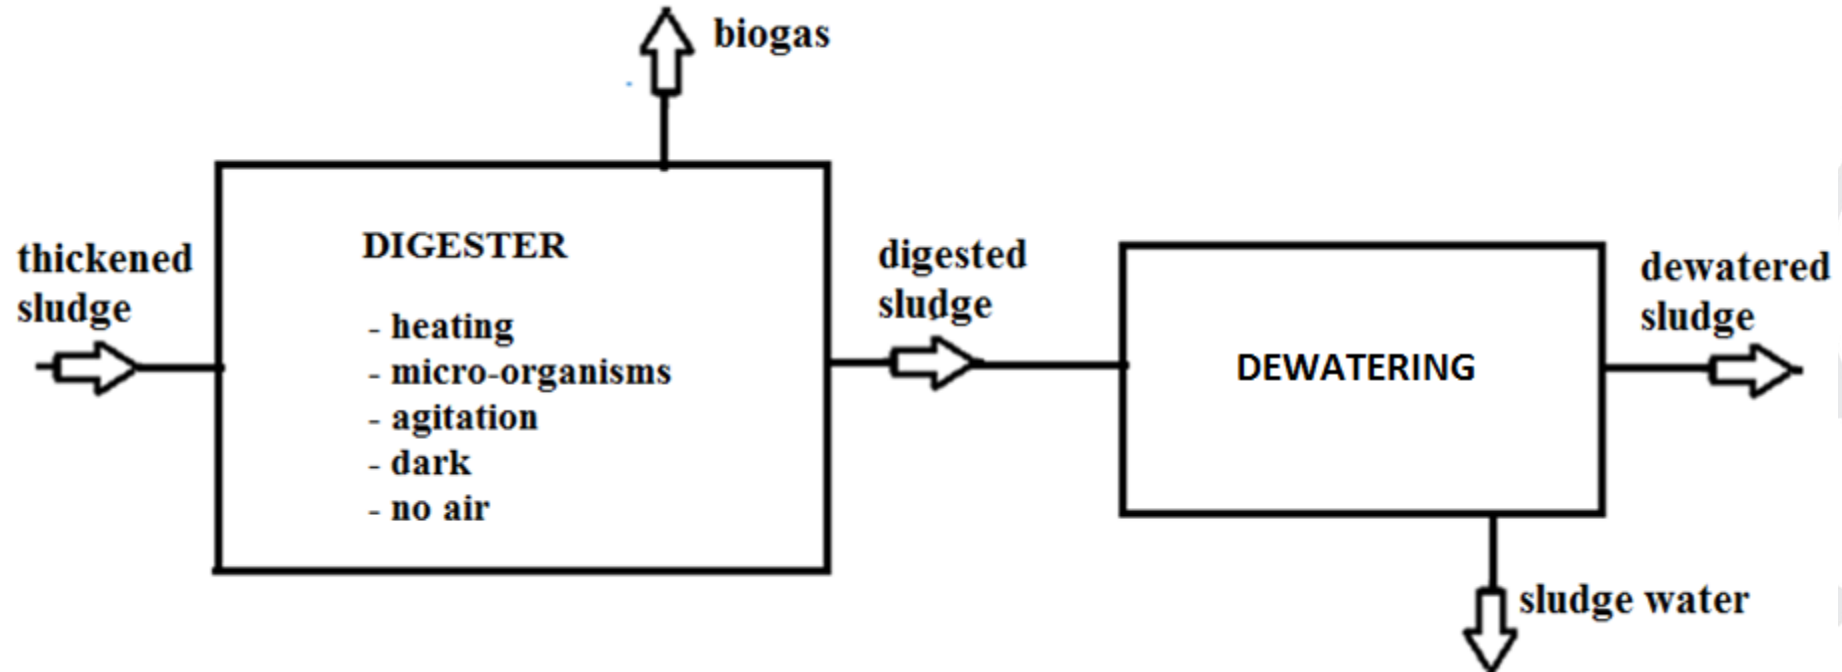 biogas
thickened
sludge
DIGESTER
- heating
- micro-organisms
- agitation
- dark
- no air
digested
sludge
DEWATERING
dewatered
sludge
sludge water